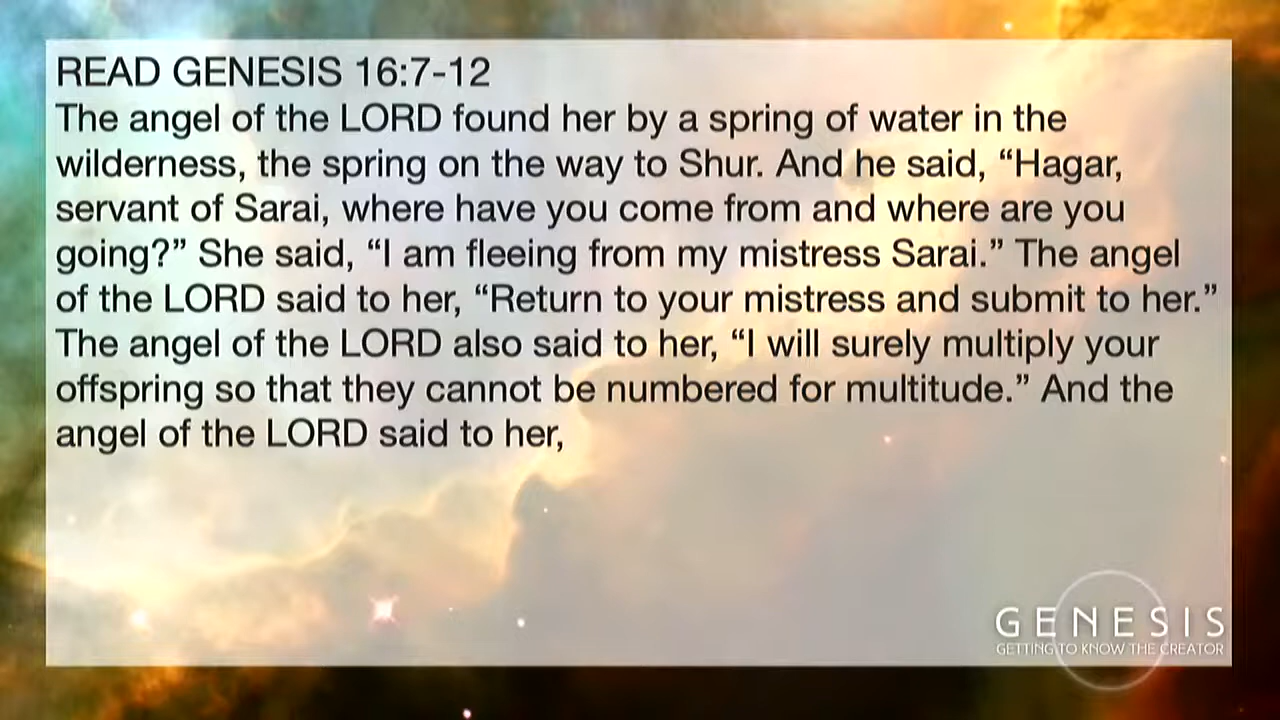 READ GENESIS 16:7-12
The angel of the LORD found her by a spring of water in the
wilderness, the spring on the way to Shur. And he said, “Hagar,
servant of Sarai, where have you come from and where are you
going?” She said, “I am fleeing from my mistress Sarai.” The angel
of the LORD said to her, “Return to your mistress and submit to her.”
The angel of the LORD also said to her, “I will surely multiply your
offspring so that they cannot be numbered for multitude.” And the
angel of the LORD said to her,
GENESIS
GETTING TO KNOW THE CREATOR